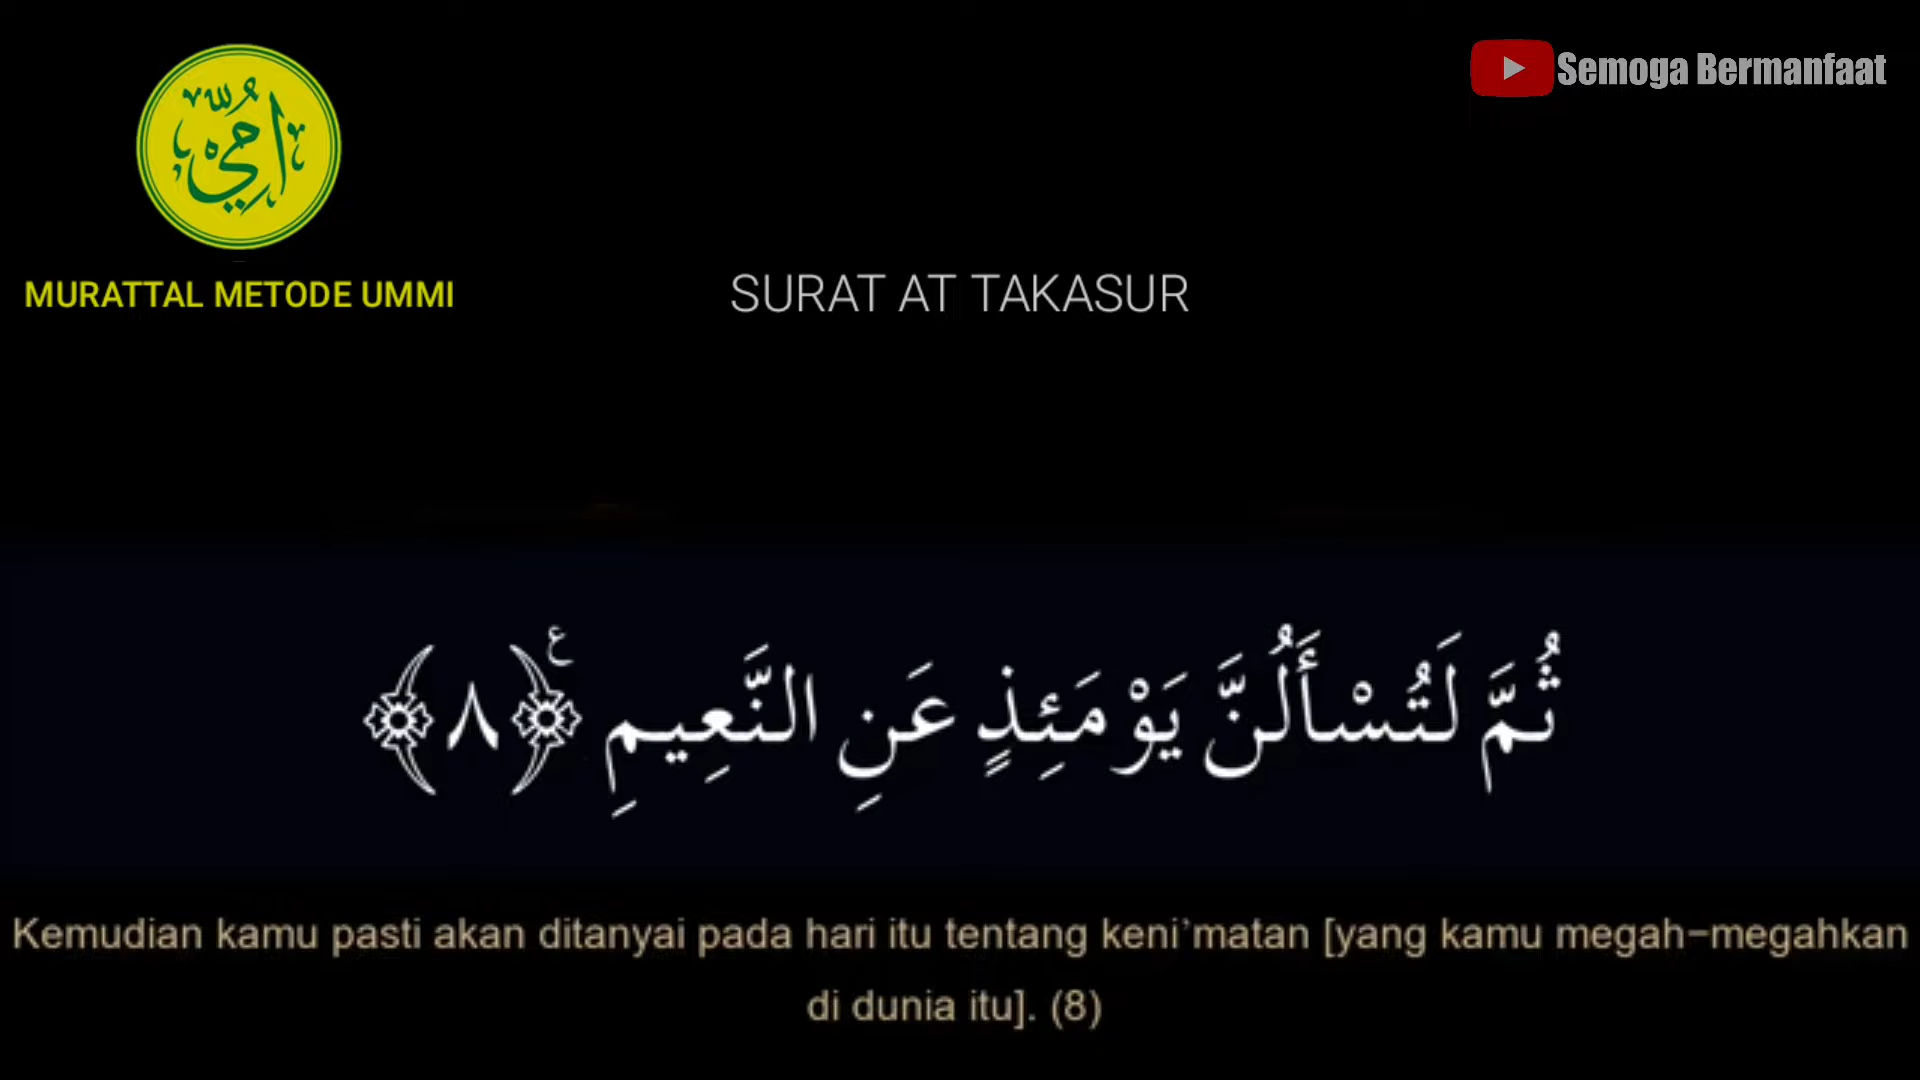 امي
Semoga Bermanfaat
MURATTAL METODE UMMI
SURAT AT TAKASUR
ثُمَّ لَتُسْأَلُنَّ يَوْمَئِذٍ عَنِ النَّعِيمِ ﴿٨﴾ ع
Kemudian kamu pasti akan ditanyai pada hari itu tentang keni’matan [yang kamu megah-megahkan
di dunia itu]. (8)